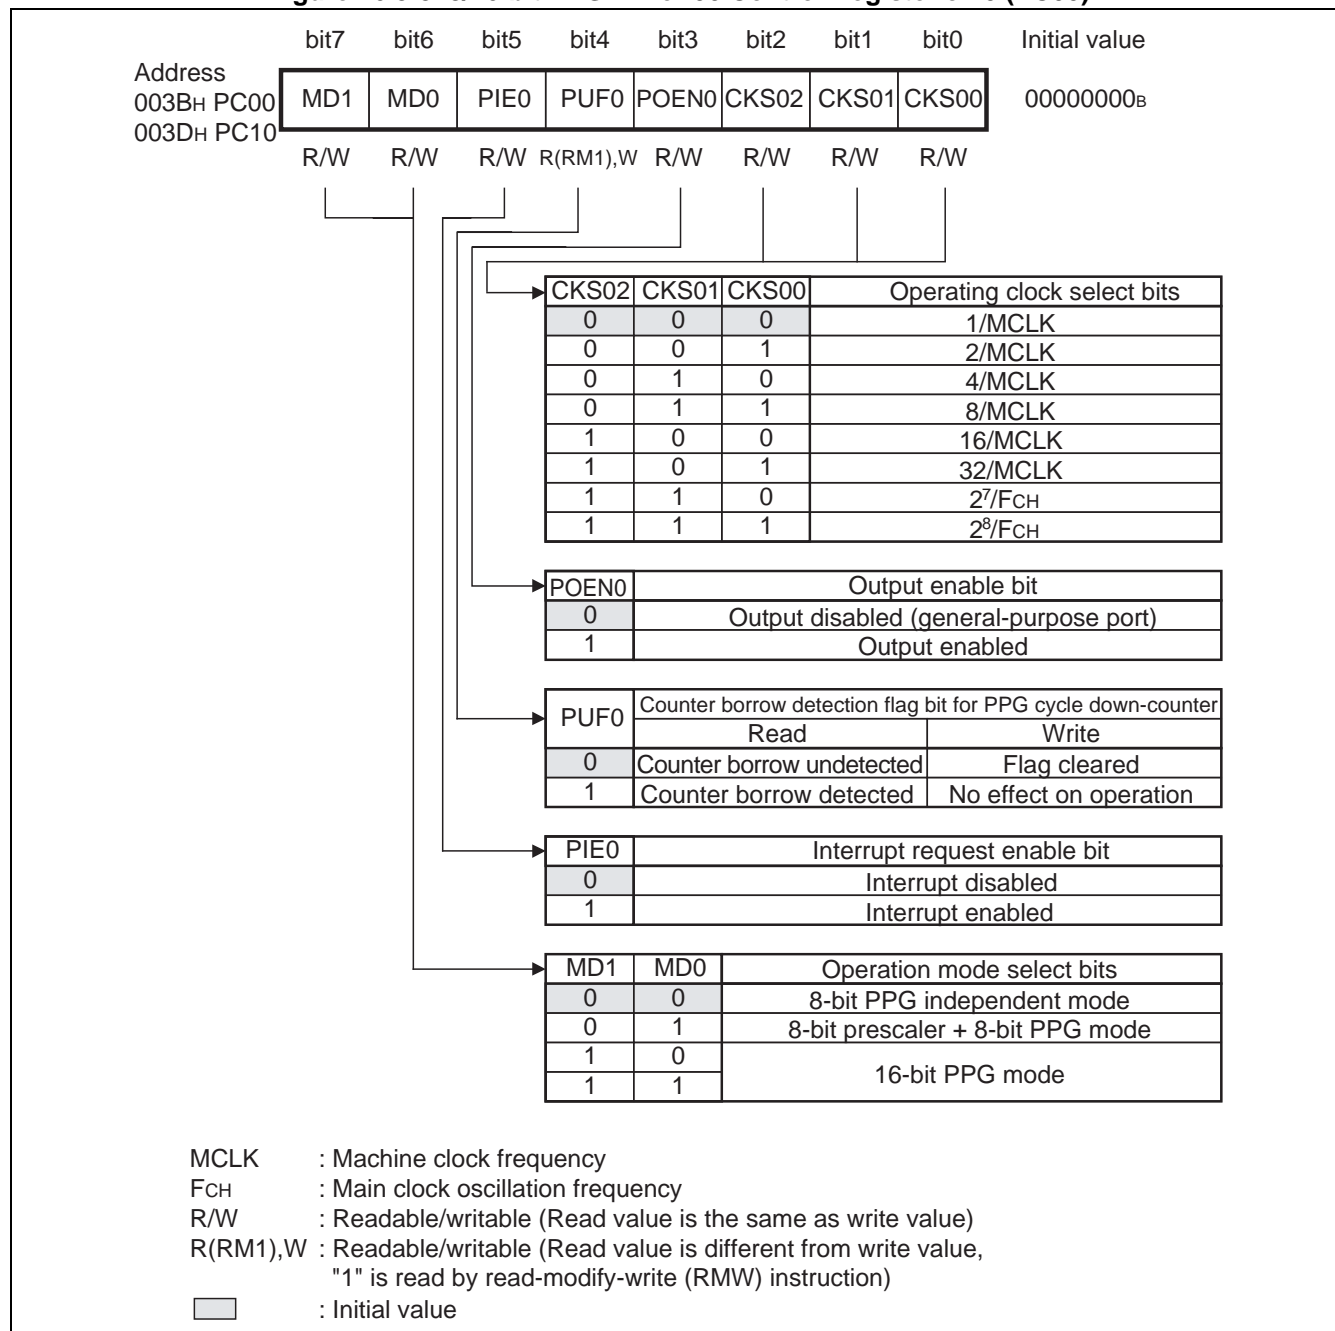 bit7 bit6 bit5 bit4 bit3 bit2 bit1 bit0 Initial value
Address
003BH PC00 MD1 MD0 PIE0 PUF0 POEN0 CKS02 CKS01 CKS00 00000000B
003DH PC10
R/W R/W R/W R(RM1),W R/W R/W R/W R/W
CKS02 CKS01 CKS00 Operating clock select bits
0 0 0 1/MCLK
0 0 1 2/MCLK
0 1 0 4/MCLK
0 1 1 8/MCLK
1 0 0 16/MCLK
1 0 1 32/MCLK
1 1 0 2⁷/FCH
1 1 1 2⁸/FCH
POEN0 Output enable bit
0 Output disabled (general-purpose port)
1 Output enabled
PUF0 Counter borrow detection flag bit for PPG cycle down-counter
Read Write
0 Counter borrow undetected Flag cleared
1 Counter borrow detected No effect on operation
PIE0 Interrupt request enable bit
0 Interrupt disabled
1 Interrupt enabled
MD1 MD0 Operation mode select bits
0 0 8-bit PPG independent mode
0 1 8-bit prescaler + 8-bit PPG mode
1 0 16-bit PPG mode
1 1
MCLK : Machine clock frequency
FCH : Main clock oscillation frequency
R/W : Readable/writable (Read value is the same as write value)
R(RM1),W : Readable/writable (Read value is different from write value,
"1" is read by read-modify-write (RMW) instruction)
: Initial value